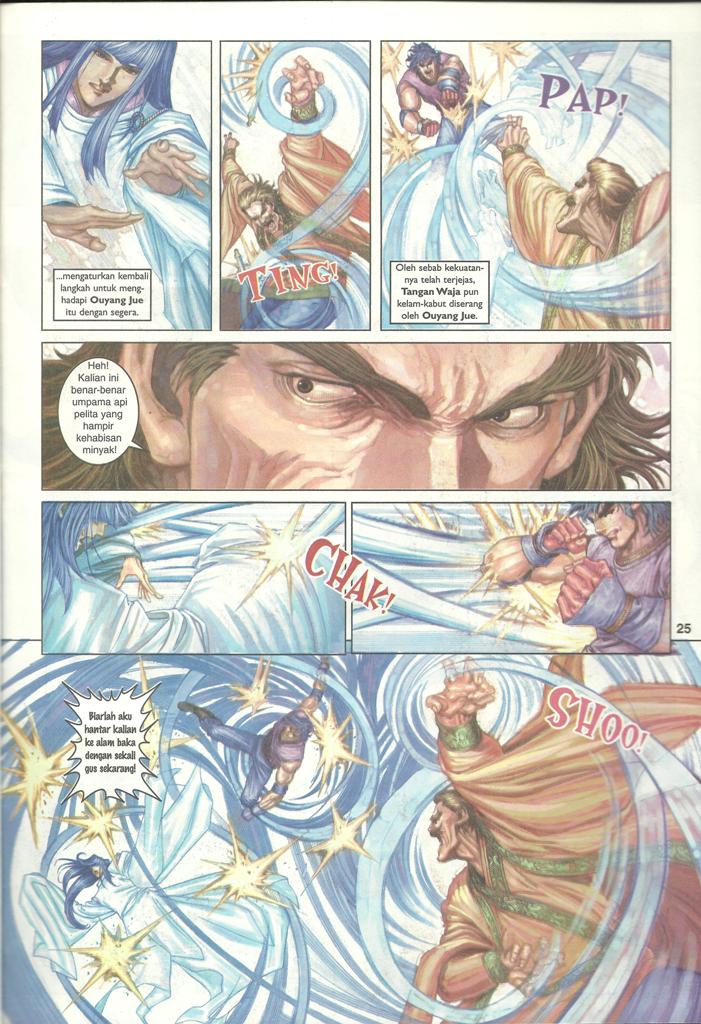 ...mengaturkan kembali
langkah untuk meng-
hadapi Ouyang Jue
itu dengan segera.
TING!
PAP!
Oleh sebab kekuatan-
nya telah terjejas,
Tangan Waja pun
kelam-kabut diserang
oleh Ouyang Jue.
Heh!
Kalian ini
benar-benar
umpama api
pelita yang
hampir
kehabisan
minyak!
CHAK!
25
Biarlah aku
hantar kalian
ke alam baka
dengan sekali
gus sekarang!
SHOO!